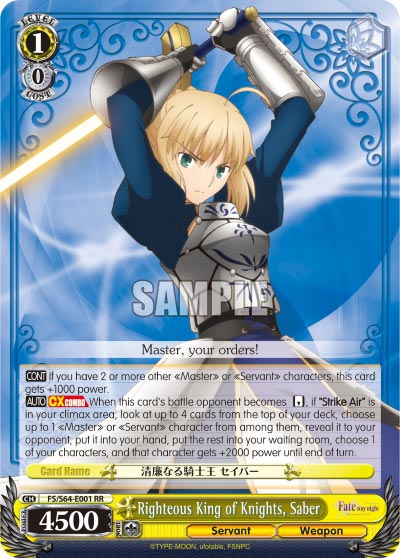 LEVEL
1
0
COST
SAMPLE
Master, your orders!
CONT If you have 2 or more other «Master» or «Servant» characters, this card
gets +1000 power.
AUTO CXCOMBO When this card's battle opponent becomes [ ], if "Strike Air" is
in your climax area, look at up to 4 cards from the top of your deck, choose
up to 1 «Master» or «Servant» character from among them, reveal it to your
opponent, put it into your hand, put the rest into your waiting room, choose 1
of your characters, and that character gets +2000 power until end of turn.
Card Name 清廉なる騎士王 セイバー
CH FS/S64-E001 RR
POWER 4500 SOUL Righteous King of Knights, Saber Fate/stay night
Servant Weapon
©TYPE-MOON, ufotable, FSNPC